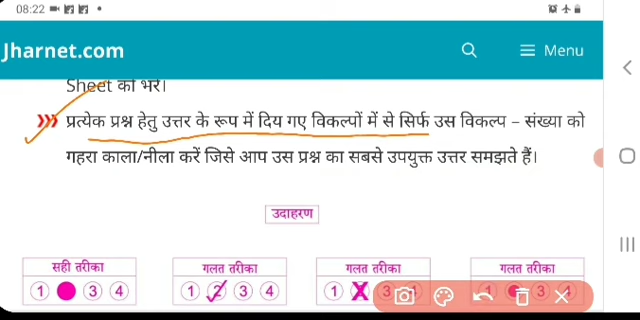 08:22
Jharnet.com
Menu
Sheet को भरें।
प्रत्येक प्रश्न हेतु उत्तर के रूप में दिय गए विकल्पों में से सिर्फ उस विकल्प – संख्या को
गहरा काला/नीला करें जिसे आप उस प्रश्न का सबसे उपयुक्त उत्तर समझते हैं।
उदाहरण
सही तरीका गलत तरीका गलत तरीका गलत तरीका
1 3 4 1 2 3 4 1 3 4 1 3 4